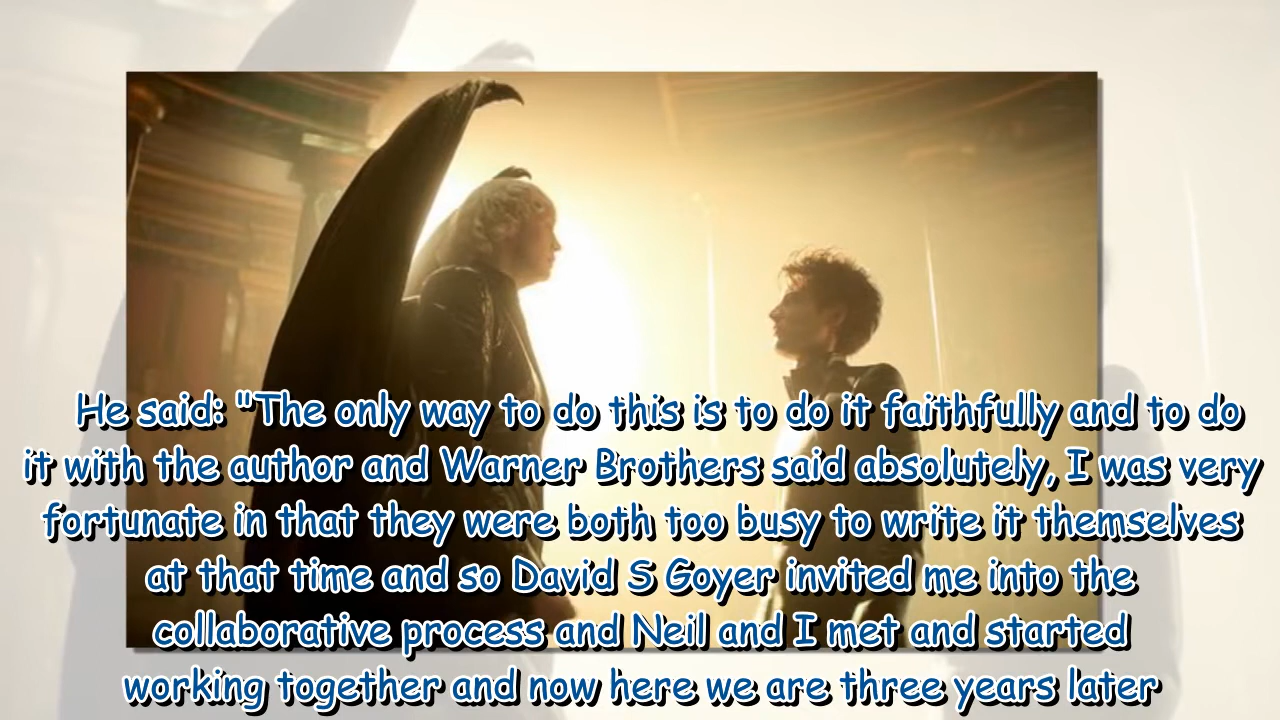 He said: "The only way to do this is to do it faithfully and to do
it with the author and Warner Brothers said absolutely, I was very
fortunate in that they were both too busy to write it themselves
at that time and so David S Goyer invited me into the
collaborative process and Neil and I met and started
working together and now here we are three years later